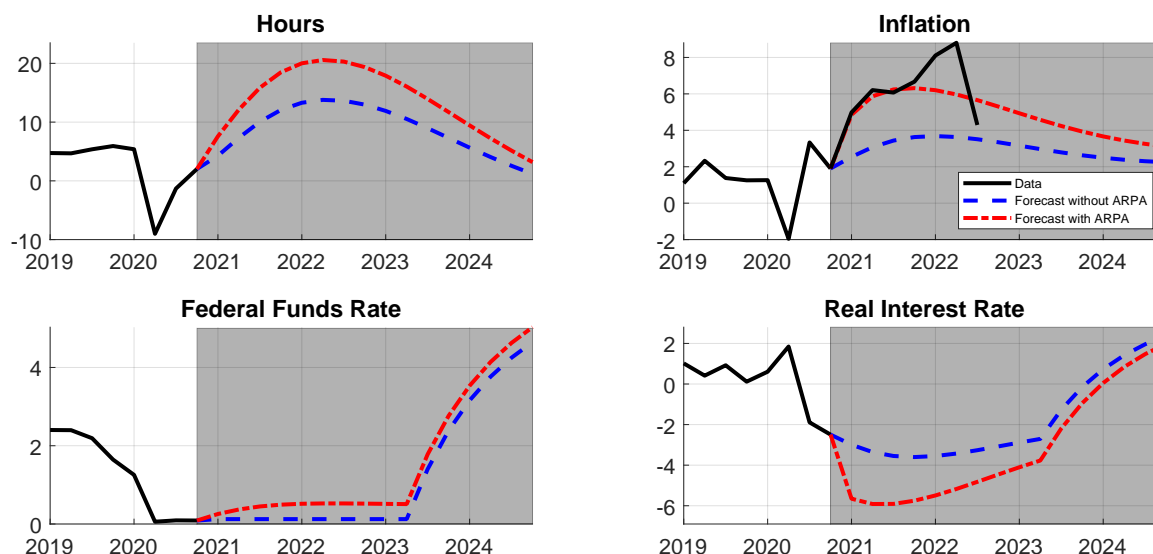 Hours
20
10
0
-10
2019 2020 2021 2022 2023 2024
Inflation
8
6
4
2
0
-2
2019 2020 2021 2022 2023 2024
Data
Forecast without ARPA
Forecast with ARPA
Federal Funds Rate
4
2
0
2019 2020 2021 2022 2023 2024
Real Interest Rate
2
0
-2
-4
-6
2019 2020 2021 2022 2023 2024